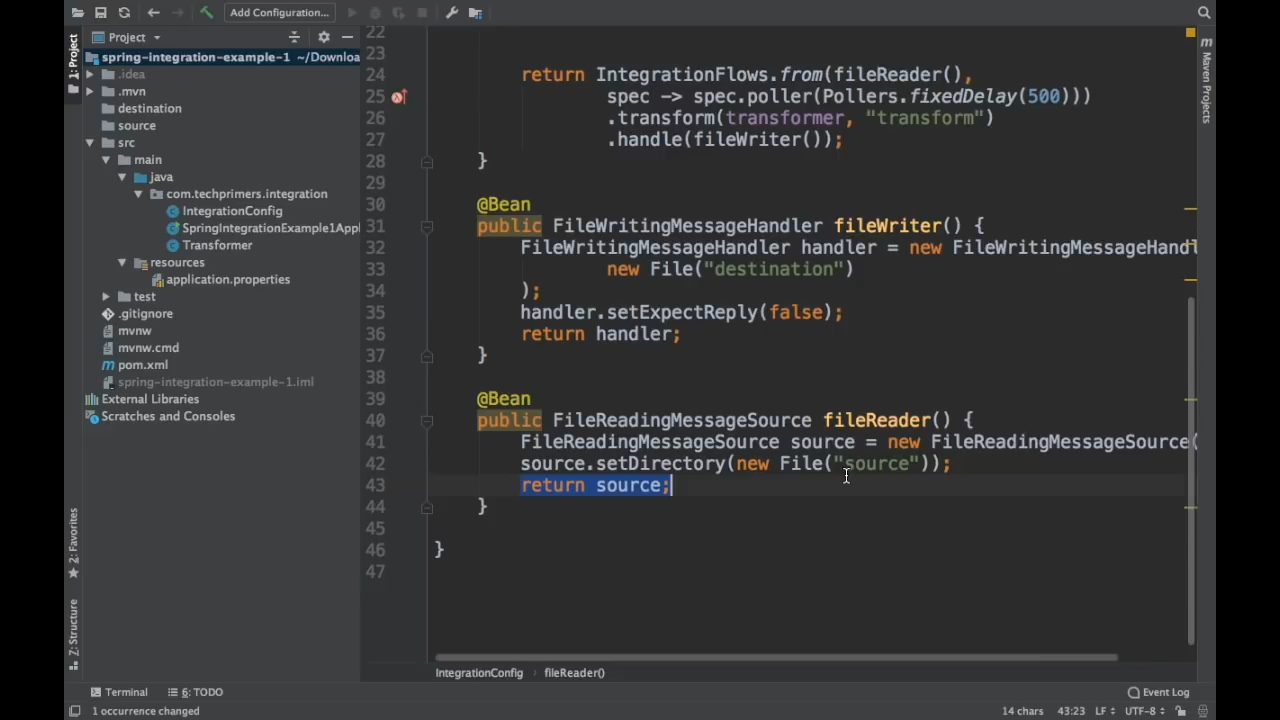 Add Configuration...
Project
spring-integration-example-1 ~/Downloa
.idea
.mvn
destination
source
src
main
java
com.techprimers.integration
IntegrationConfig
SpringIntegrationExample1Appl
Transformer
resources
application.properties
test
.gitignore
mvnw
mvnw.cmd
pom.xml
spring-integration-example-1.iml
External Libraries
Scratches and Consoles
1: Project
2: Favorites
Z: Structure
22
23
24 return IntegrationFlows.from(fileReader(),
25 spec -> spec.poller(Pollers.fixedDelay(500)))
26 .transform(transformer, "transform")
27 .handle(fileWriter());
28 }
29
30 @Bean
31 public FileWritingMessageHandler fileWriter() {
32 FileWritingMessageHandler handler = new FileWritingMessageHandl
33 new File("destination")
34 );
35 handler.setExpectReply(false);
36 return handler;
37 }
38
39 @Bean
40 public FileReadingMessageSource fileReader() {
41 FileReadingMessageSource source = new FileReadingMessageSource(
42 source.setDirectory(new File("source"));
43 return source;
44 }
45
46 }
47
m Maven Projects
IntegrationConfig › fileReader()
Terminal 6: TODO Event Log
1 occurrence changed 14 chars 43:23 LF UTF-8